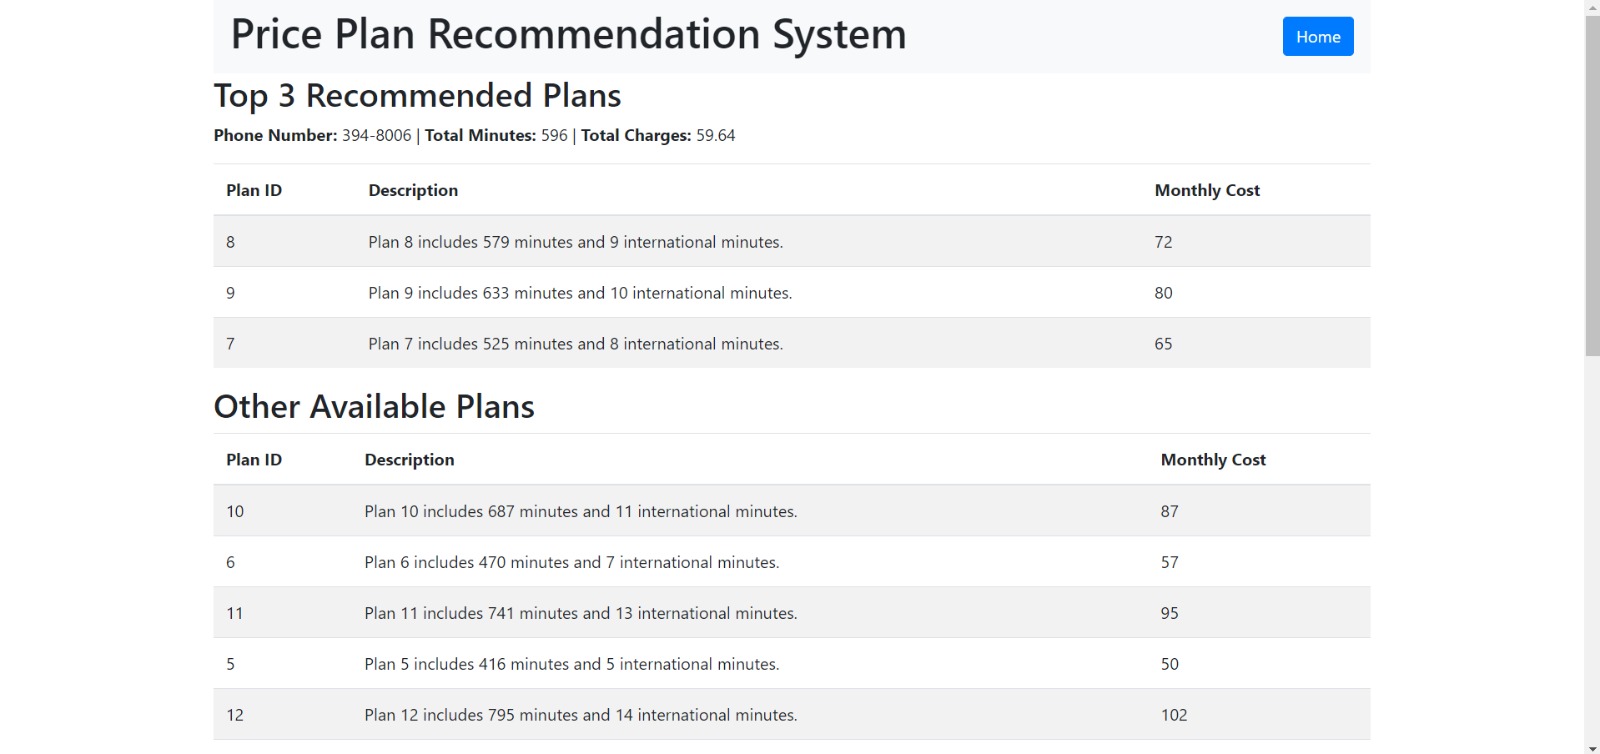 Price Plan Recommendation System
Home
Top 3 Recommended Plans
Phone Number: 394-8006 | Total Minutes: 596 | Total Charges: 59.64
Plan ID Description Monthly Cost
8 Plan 8 includes 579 minutes and 9 international minutes. 72
9 Plan 9 includes 633 minutes and 10 international minutes. 80
7 Plan 7 includes 525 minutes and 8 international minutes. 65
Other Available Plans
Plan ID Description Monthly Cost
10 Plan 10 includes 687 minutes and 11 international minutes. 87
6 Plan 6 includes 470 minutes and 7 international minutes. 57
11 Plan 11 includes 741 minutes and 13 international minutes. 95
5 Plan 5 includes 416 minutes and 5 international minutes. 50
12 Plan 12 includes 795 minutes and 14 international minutes. 102